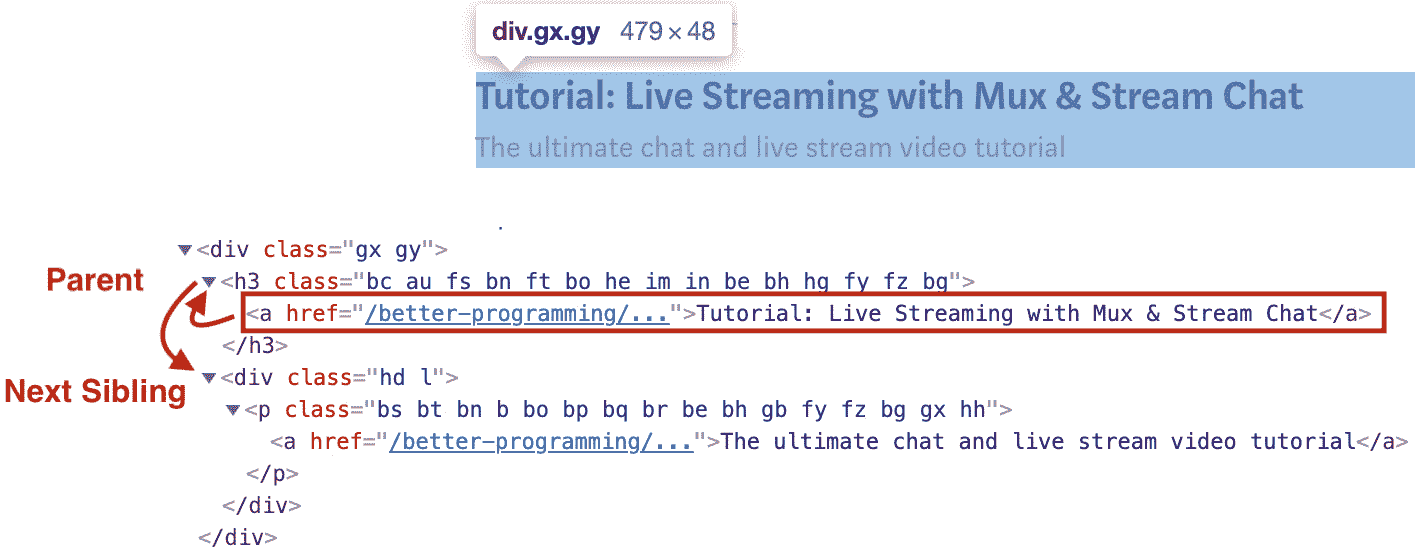 div.gx.gy 479 × 48
Tutorial: Live Streaming with Mux & Stream Chat
The ultimate chat and live stream video tutorial
<div class="gx gy">
Parent
<h3 class="bc au fs bn ft bo he im in be bh hg fy fz bg">
<a href="/better-programming/...">Tutorial: Live Streaming with Mux & Stream Chat</a>
</h3>
Next Sibling
<div class="hd l">
<p class="bs bt bn b bo bp bq br be bh gb fy fz bg gx hh">
<a href="/better-programming/...">The ultimate chat and live stream video tutorial</a>
</p>
</div>
</div>